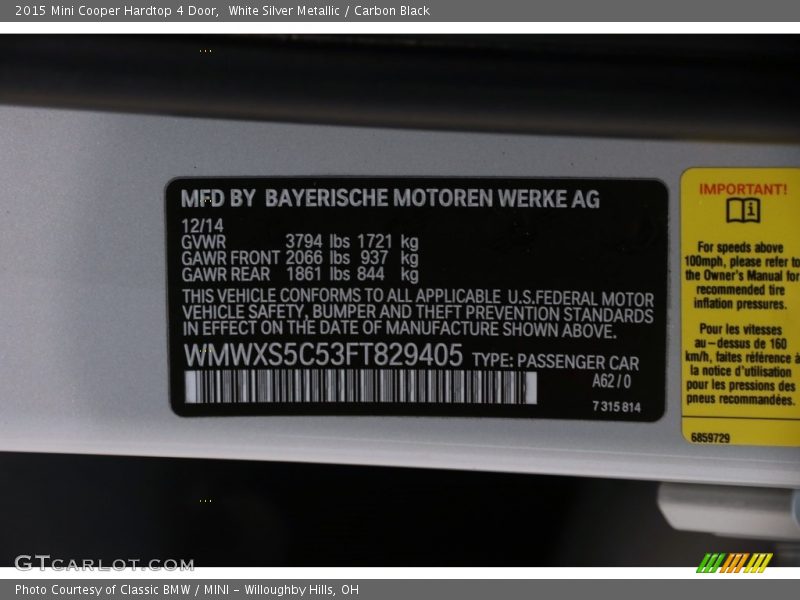 2015 Mini Cooper Hardtop 4 Door, White Silver Metallic / Carbon Black
MFD BY BAYERISCHE MOTOREN WERKE AG
12/14
GVWR 3794 lbs 1721 kg
GAWR FRONT 2066 lbs 937 kg
GAWR REAR 1861 lbs 844 kg
THIS VEHICLE CONFORMS TO ALL APPLICABLE U.S.FEDERAL MOTOR
VEHICLE SAFETY, BUMPER AND THEFT PREVENTION STANDARDS
IN EFFECT ON THE DATE OF MANUFACTURE SHOWN ABOVE.
WMWXS5C53FT829405 TYPE: PASSENGER CAR
A62/0
7 315 814
IMPORTANT!
For speeds above
100mph, please refer to
the Owner's Manual for
recommended tire
inflation pressures.
Pour les vitesses
au-dessus de 160
km/h, faites référence à
la notice d'utilisation
pour les pressions des
pneus recommandées.
6859729
GTcarlot.com
Photo Courtesy of Classic BMW / MINI - Willoughby Hills, OH